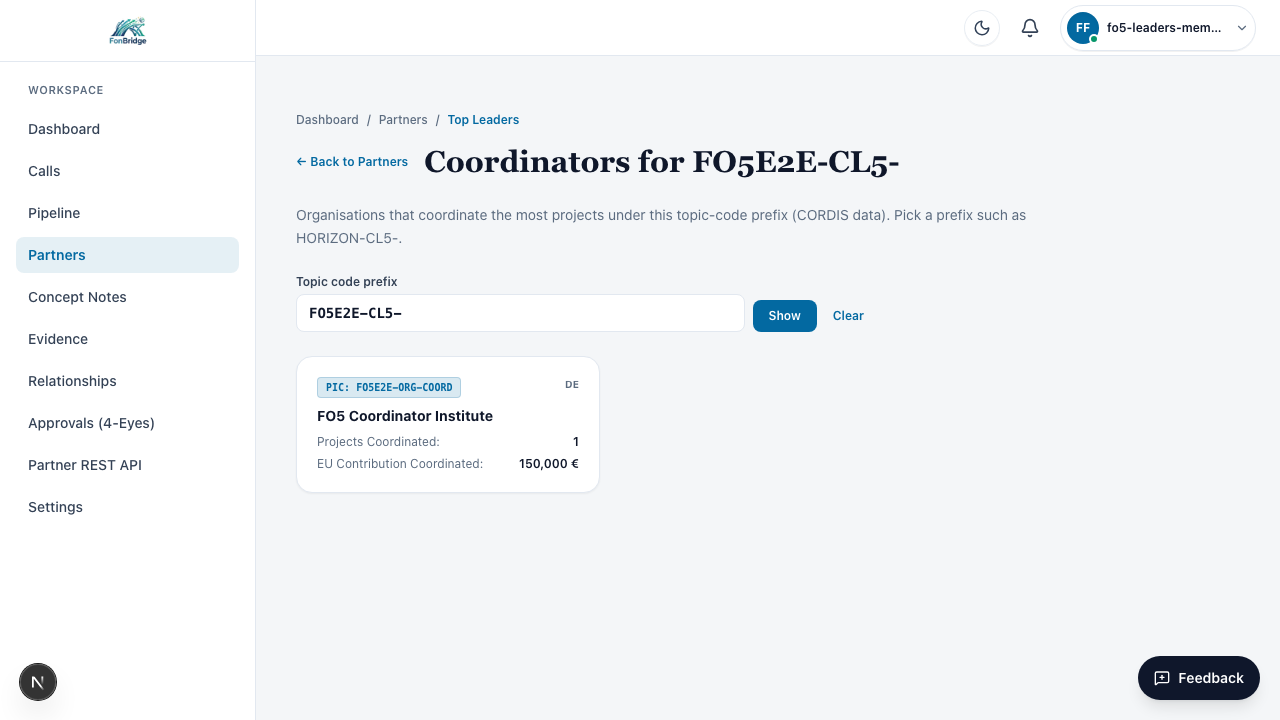 FonBridge
FF
fo5-leaders-mem...
WORKSPACE
Dashboard
Calls
Pipeline
Partners
Concept Notes
Evidence
Relationships
Approvals (4-Eyes)
Partner REST API
Settings
N
Dashboard / Partners / Top Leaders
← Back to Partners
Coordinators for FO5E2E-CL5-
Organisations that coordinate the most projects under this topic-code prefix (CORDIS data). Pick a prefix such as
HORIZON-CL5-.
Topic code prefix
FO5E2E-CL5-
Show
Clear
PIC: FO5E2E-ORG-COORD
DE
FO5 Coordinator Institute
Projects Coordinated: 1
EU Contribution Coordinated: 150,000 €
Feedback